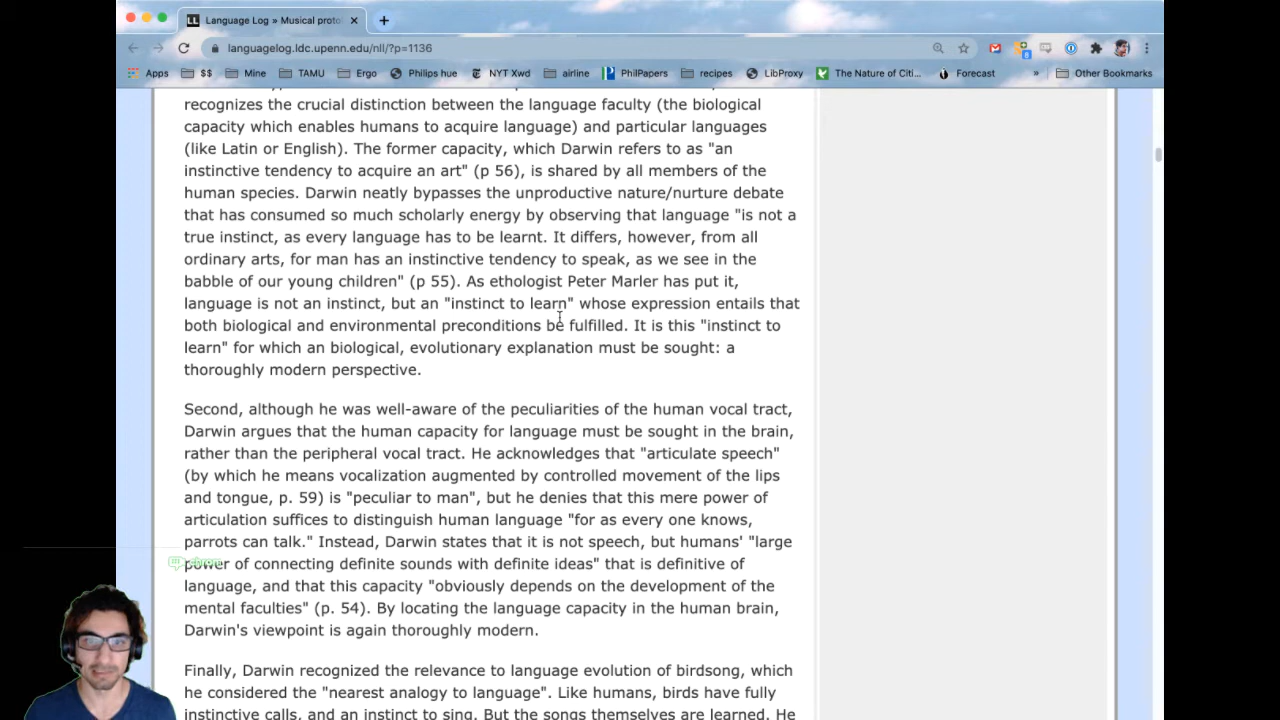 Language Log » Musical proto
languagelog.ldc.upenn.edu/nll/?p=1136
Apps $$ Mine TAMU Ergo Philips hue NYT Xwd airline PhilPapers recipes LibProxy The Nature of Citi... Forecast » Other Bookmarks
recognizes the crucial distinction between the language faculty (the biological
capacity which enables humans to acquire language) and particular languages
(like Latin or English). The former capacity, which Darwin refers to as "an
instinctive tendency to acquire an art" (p 56), is shared by all members of the
human species. Darwin neatly bypasses the unproductive nature/nurture debate
that has consumed so much scholarly energy by observing that language "is not a
true instinct, as every language has to be learnt. It differs, however, from all
ordinary arts, for man has an instinctive tendency to speak, as we see in the
babble of our young children" (p 55). As ethologist Peter Marler has put it,
language is not an instinct, but an "instinct to learn" whose expression entails that
both biological and environmental preconditions be fulfilled. It is this "instinct to
learn" for which an biological, evolutionary explanation must be sought: a
thoroughly modern perspective.
Second, although he was well-aware of the peculiarities of the human vocal tract,
Darwin argues that the human capacity for language must be sought in the brain,
rather than the peripheral vocal tract. He acknowledges that "articulate speech"
(by which he means vocalization augmented by controlled movement of the lips
and tongue, p. 59) is "peculiar to man", but he denies that this mere power of
articulation suffices to distinguish human language "for as every one knows,
parrots can talk." Instead, Darwin states that it is not speech, but humans' "large
power of connecting definite sounds with definite ideas" that is definitive of
language, and that this capacity "obviously depends on the development of the
mental faculties" (p. 54). By locating the language capacity in the human brain,
Darwin's viewpoint is again thoroughly modern.
Finally, Darwin recognized the relevance to language evolution of birdsong, which
he considered the "nearest analogy to language". Like humans, birds have fully
instinctive calls, and an instinct to sing. But the songs themselves are learned. He